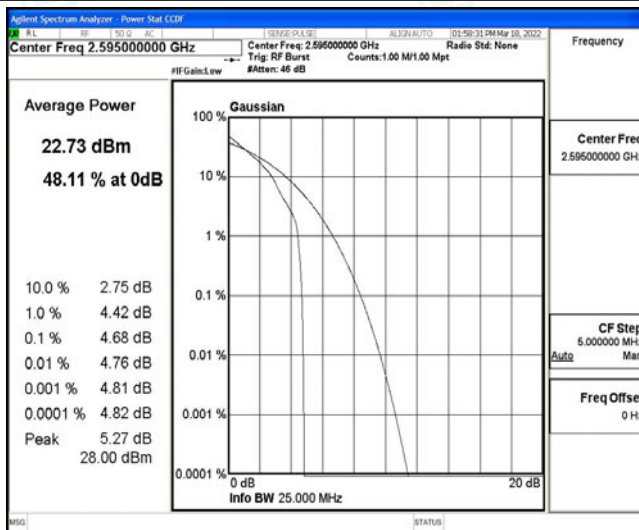 Agilent Spectrum Analyzer - Power Stat CCDF
RL RF 50 Ω AC SENSE:PULSE ALIGN AUTO 01:58:31 PM Mar 18, 2022
Center Freq 2.595000000 GHz
Center Freq: 2.595000000 GHz Radio Std: None
Trig: RF Burst Counts:1.00 M/1.00 Mpt
#IFGain:Low #Atten: 46 dB
Frequency
Average Power
22.73 dBm
48.11 % at 0dB
10.0 % 2.75 dB
1.0 % 4.42 dB
0.1 % 4.68 dB
0.01 % 4.76 dB
0.001 % 4.81 dB
0.0001 % 4.82 dB
Peak 5.27 dB
28.00 dBm
Gaussian
100 %
10 %
1 %
0.1 %
0.01 %
0.001 %
0.0001 %
0 dB 20 dB
Info BW 25.000 MHz
Center Freq
2.595000000 GHz
CF Step
5.000000 MHz
Auto Man
Freq Offset
0 Hz
MSG STATUS